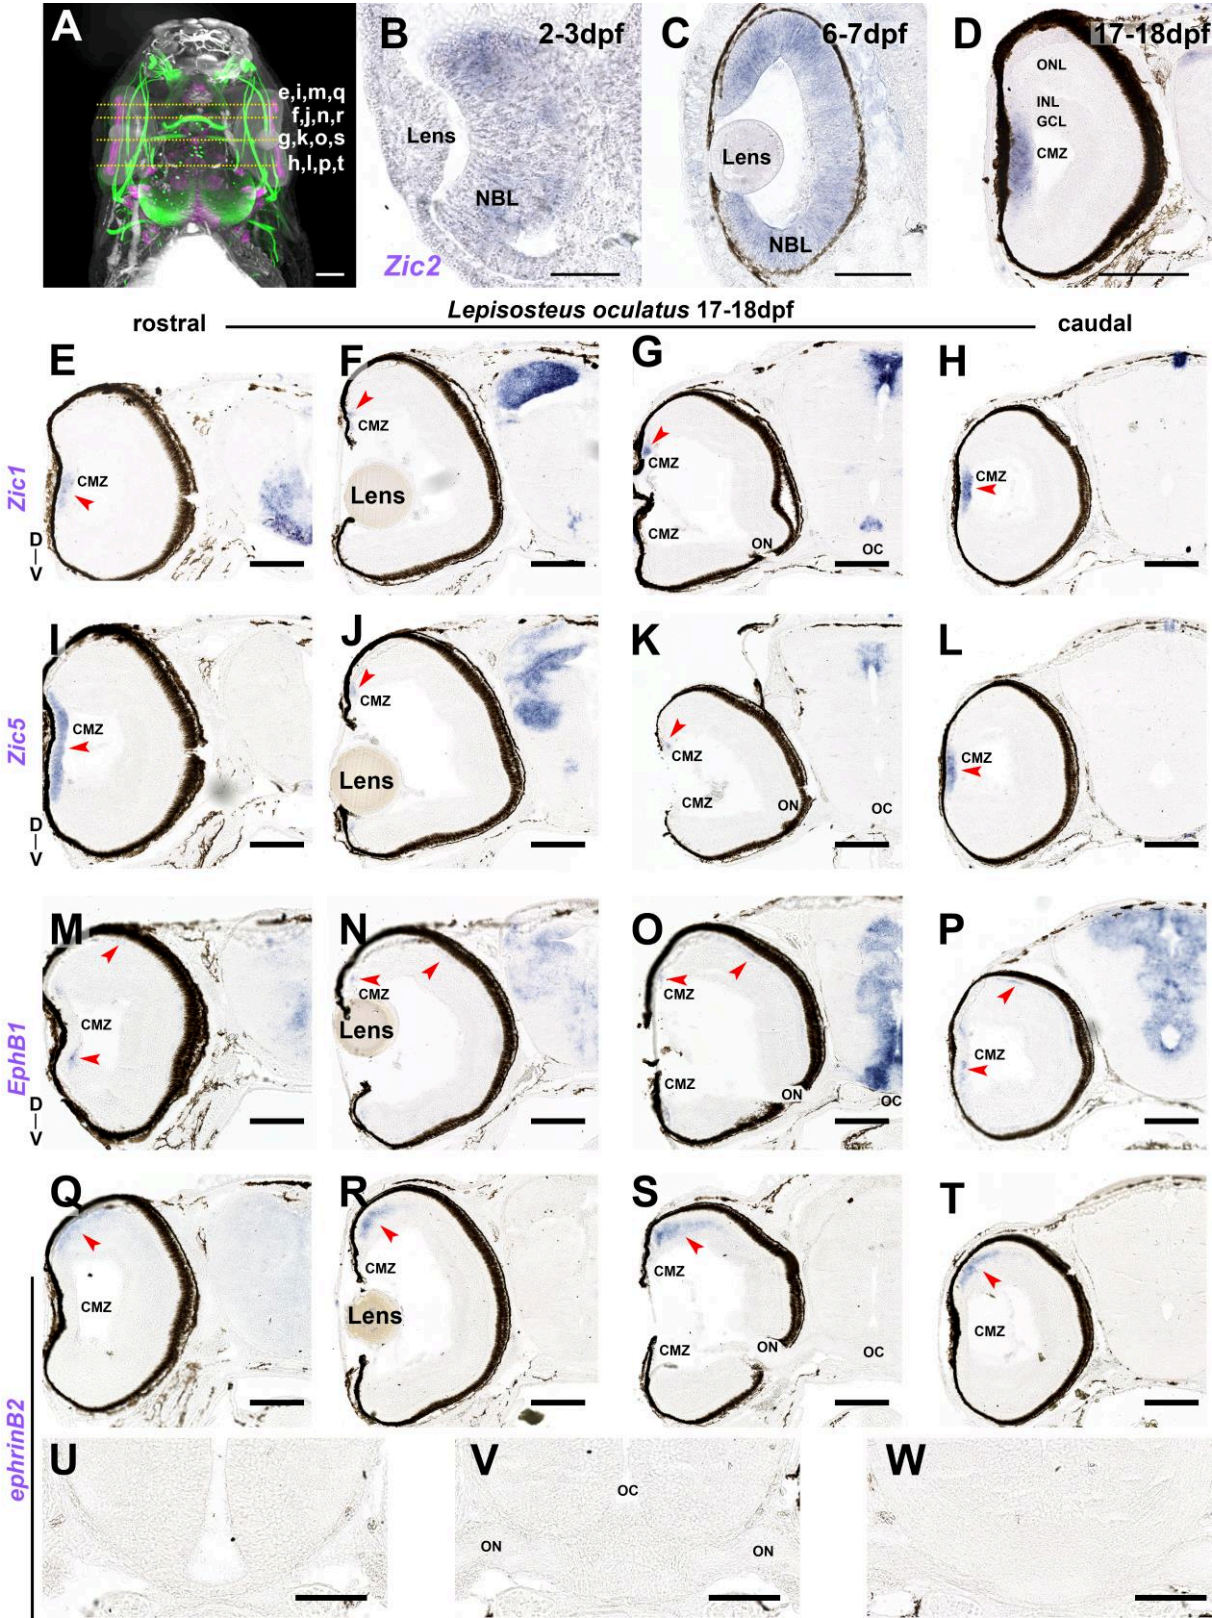 A
e,i,m,q
f,j,n,r
g,k,o,s
h,l,p,t
B
2-3dpf
Lens
NBL
Zic2
C
6-7dpf
Lens
NBL
D
17-18dpf
ONL
INL
GCL
CMZ
Lepisosteus oculatus 17-18dpf
rostral
caudal
Zic1
E
CMZ
D
V
F
CMZ
Lens
G
CMZ
CMZ
ON
OC
H
CMZ
Zic5
I
CMZ
D
V
J
CMZ
Lens
K
CMZ
CMZ
ON
OC
L
CMZ
EphB1
M
CMZ
D
V
N
CMZ
Lens
O
CMZ
CMZ
ON
OC
P
CMZ
ephrinB2
Q
CMZ
R
CMZ
Lens
S
CMZ
CMZ
ON
OC
T
CMZ
U
V
OC
ON
ON
W